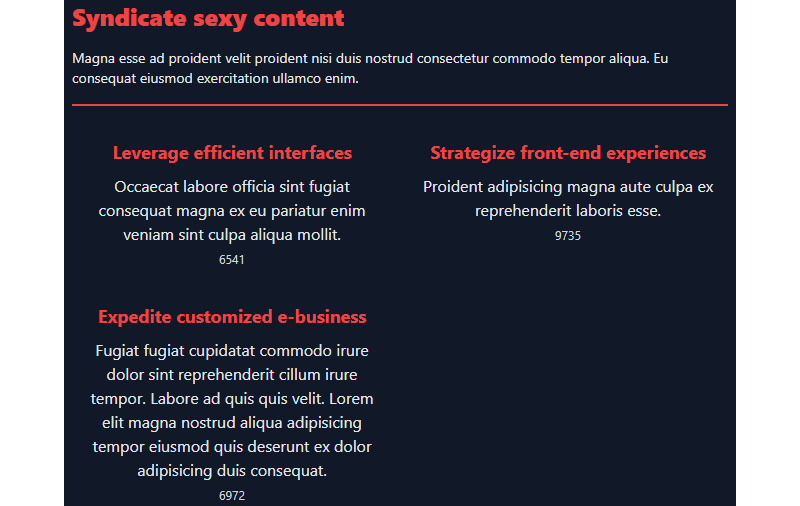 Syndicate sexy content
Magna esse ad proident velit proident nisi duis nostrud consectetur commodo tempor aliqua. Eu
consequat eiusmod exercitation ullamco enim.
Leverage efficient interfaces
Occaecat labore officia sint fugiat
consequat magna ex eu pariatur enim
veniam sint culpa aliqua mollit.
6541
Strategize front-end experiences
Proident adipisicing magna aute culpa ex
reprehenderit laboris esse.
9735
Expedite customized e-business
Fugiat fugiat cupidatat commodo irure
dolor sint reprehenderit cillum irure
tempor. Labore ad quis quis velit. Lorem
elit magna nostrud aliqua adipisicing
tempor eiusmod quis deserunt ex dolor
adipisicing duis consequat.
6972